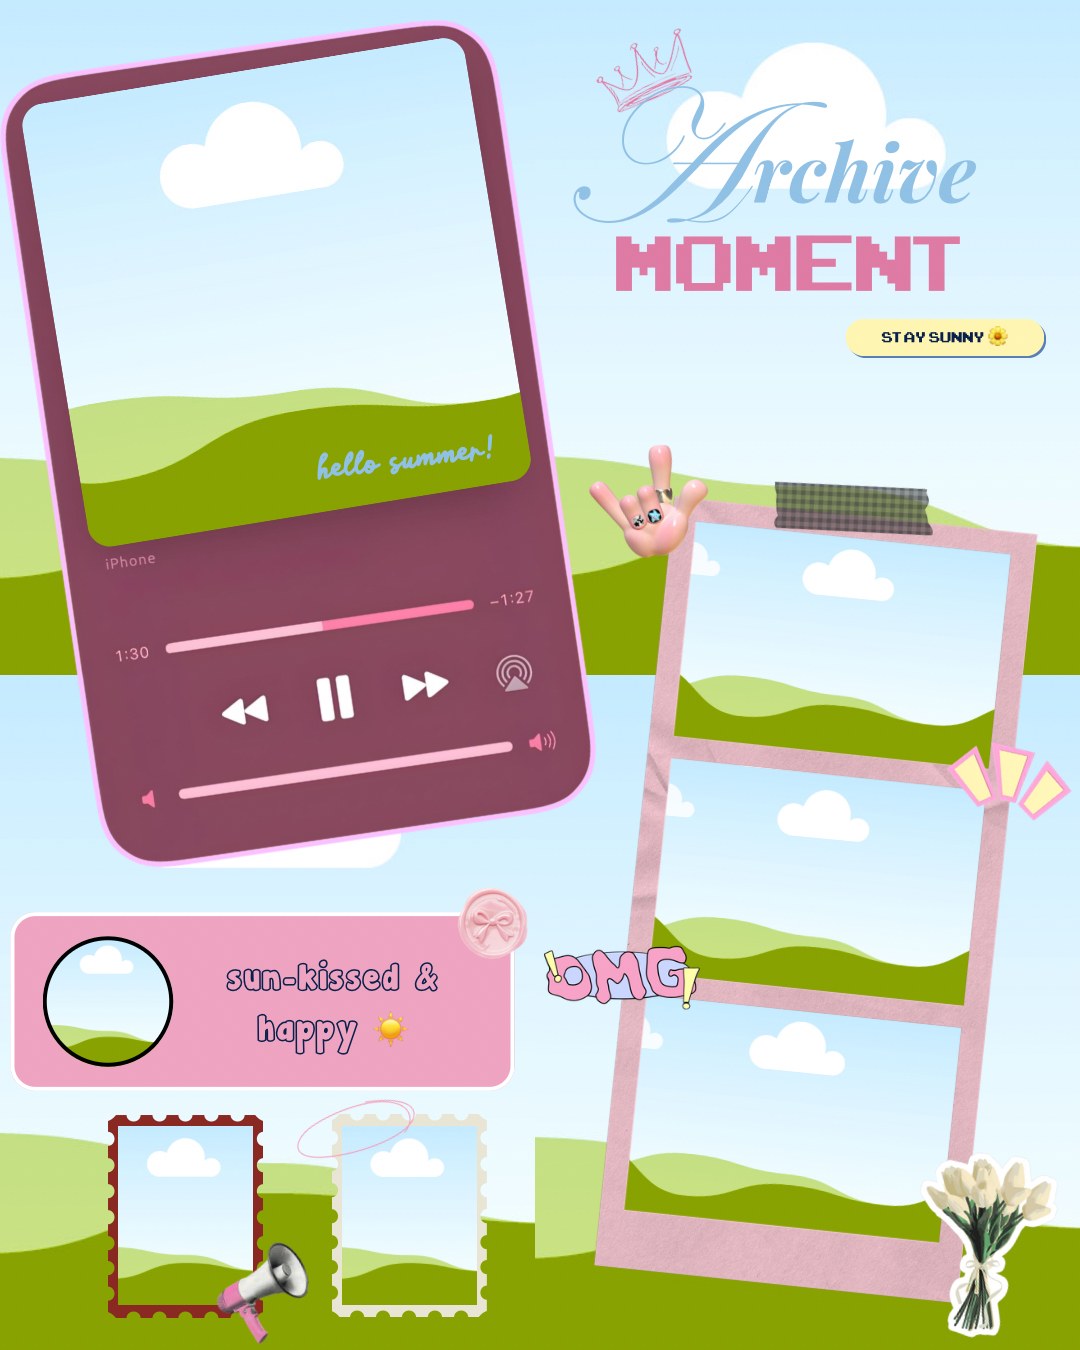 Archive
MOMENT
STAY SUNNY
hello summer!
iPhone
1:30
-1:27
OMG!
sun-kissed &
happy